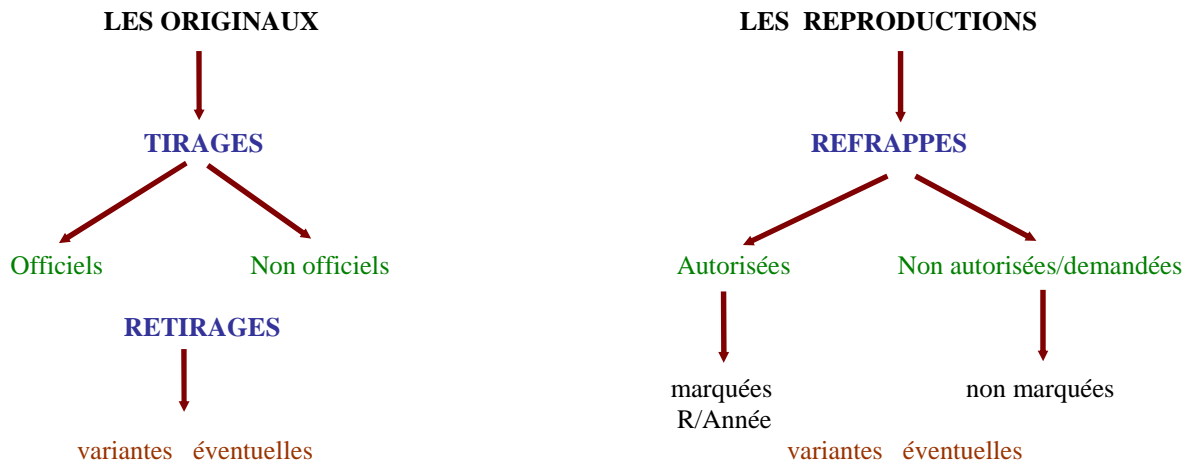 LES ORIGINAUX
TIRAGES
Officiels
Non officiels
RETIRAGES
variantes éventuelles
LES REPRODUCTIONS
REFRAPPES
Autorisées
Non autorisées/demandées
marquées
R/Année
non marquées
variantes éventuelles